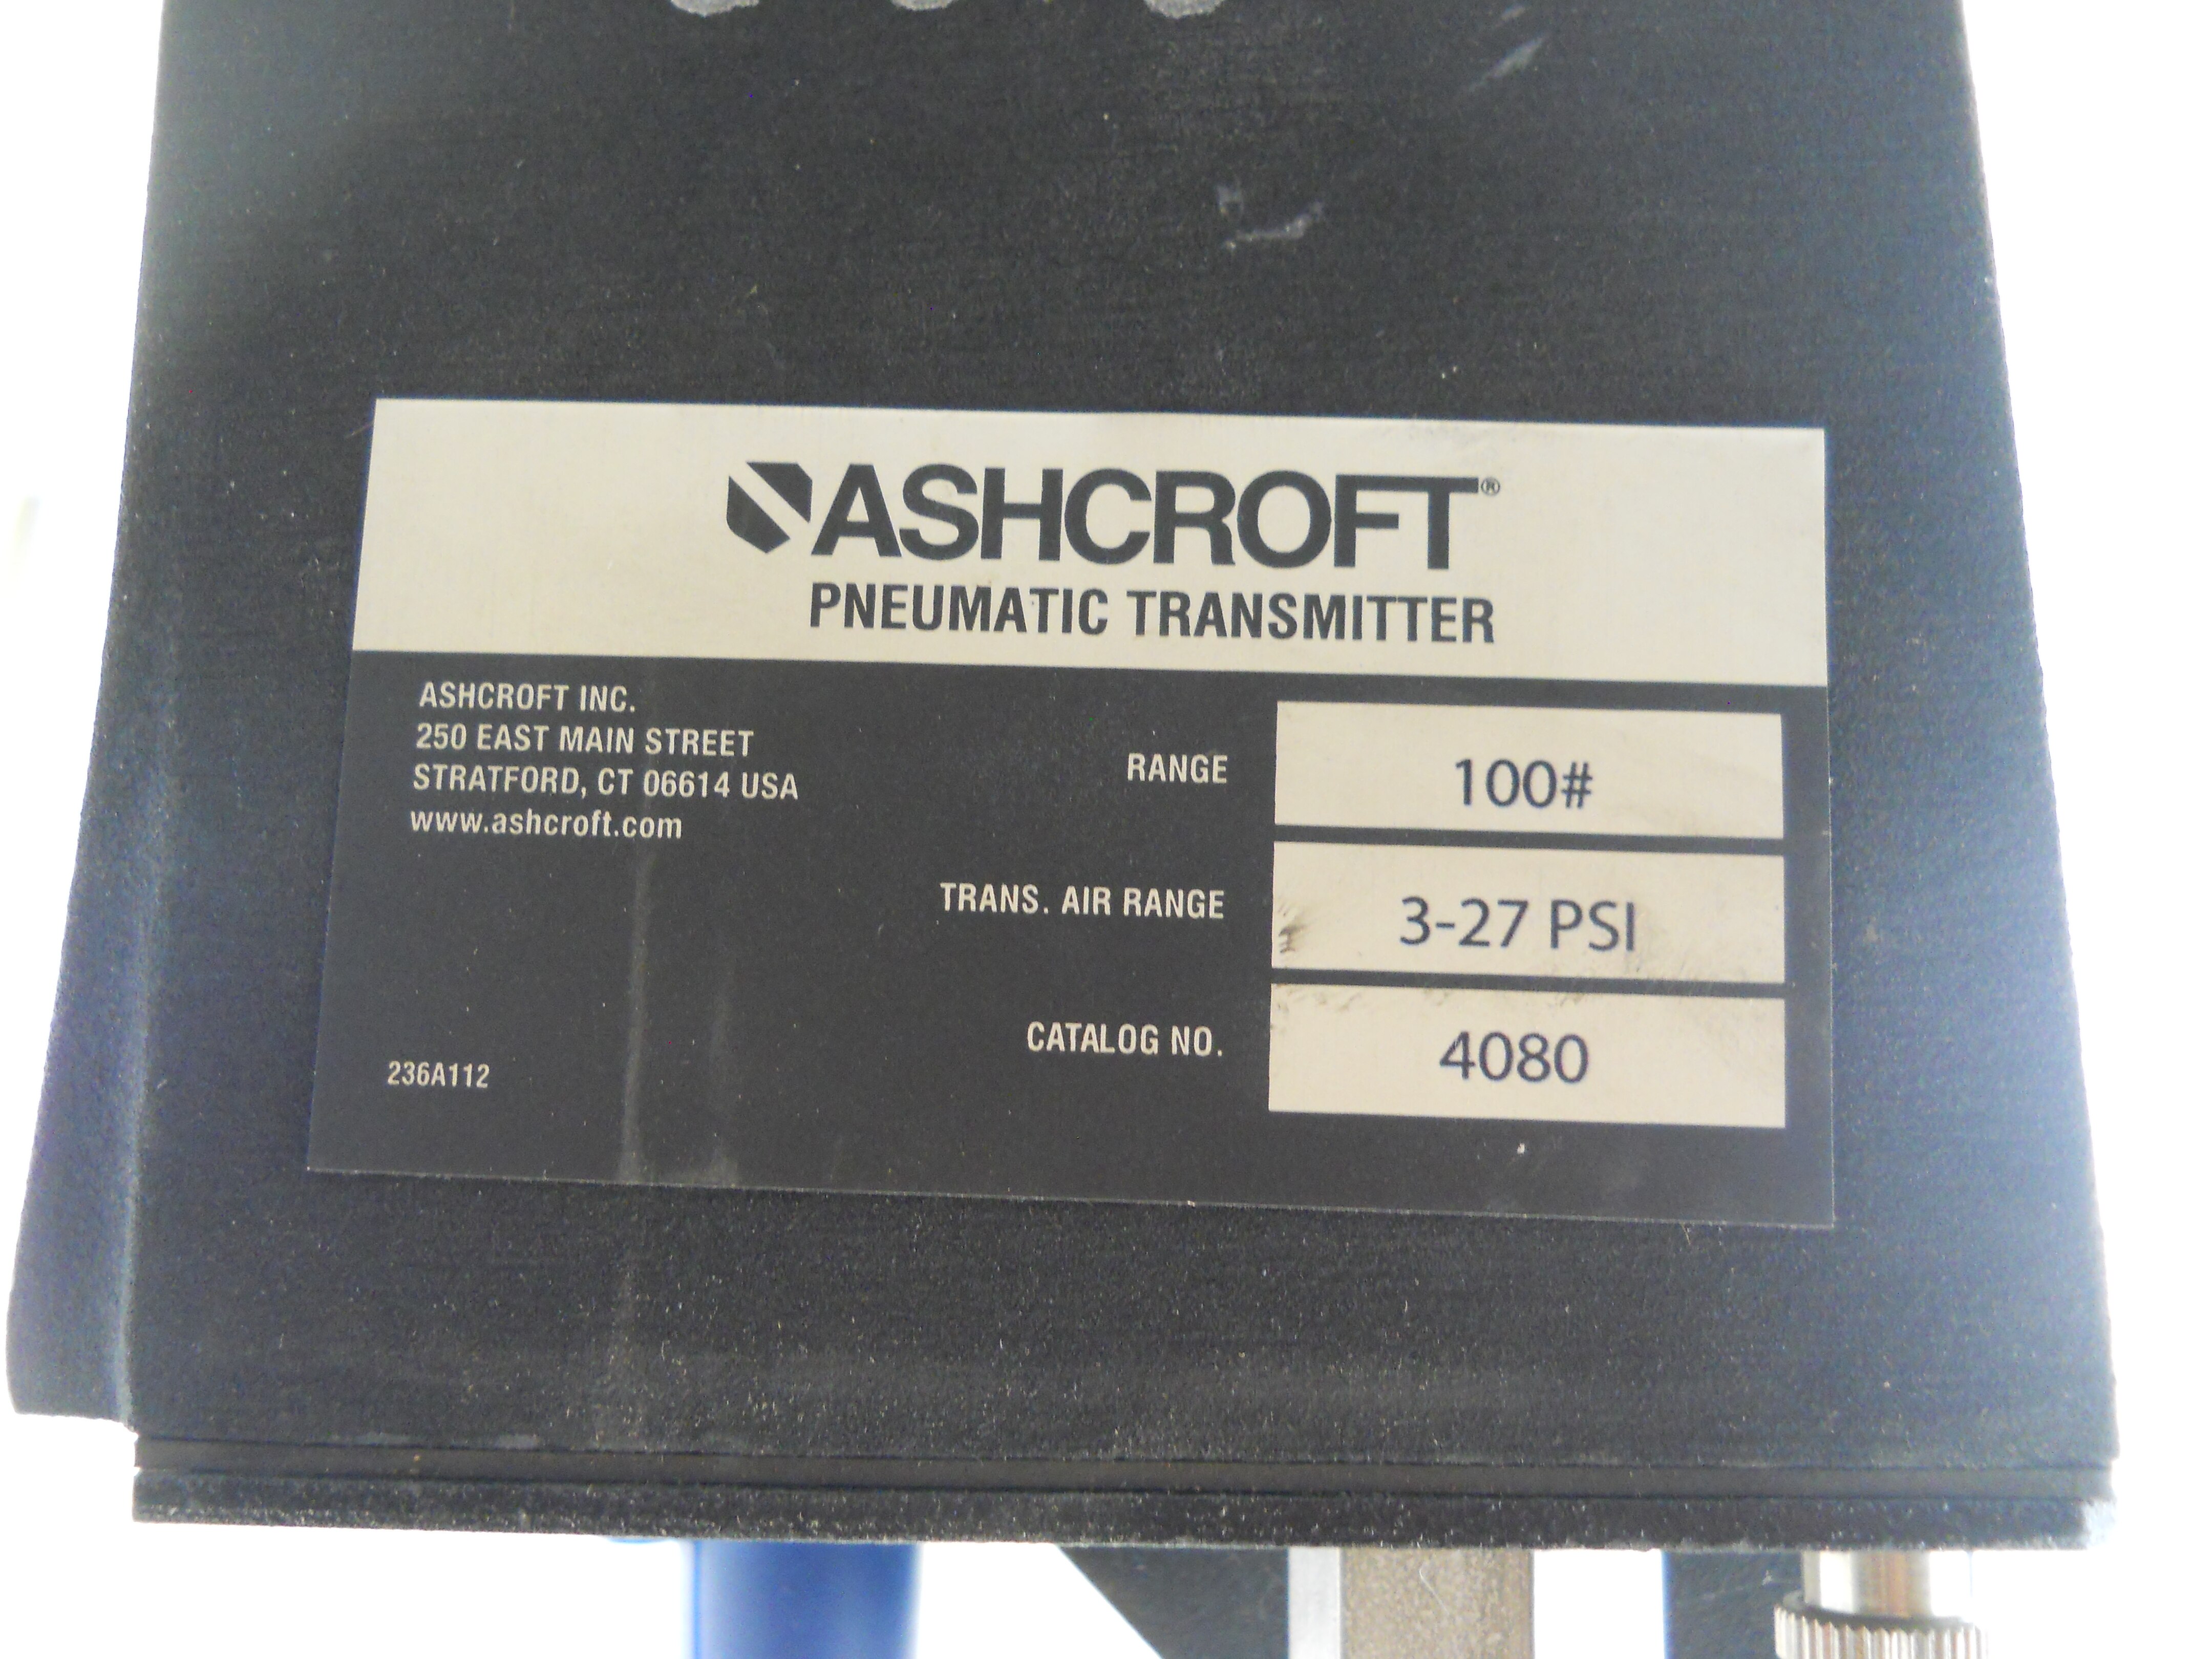 ASHCROFT®
PNEUMATIC TRANSMITTER
ASHCROFT INC.
250 EAST MAIN STREET
STRATFORD, CT 06614 USA
www.ashcroft.com
RANGE 100#
TRANS. AIR RANGE 3-27 PSI
CATALOG NO. 4080
236A112